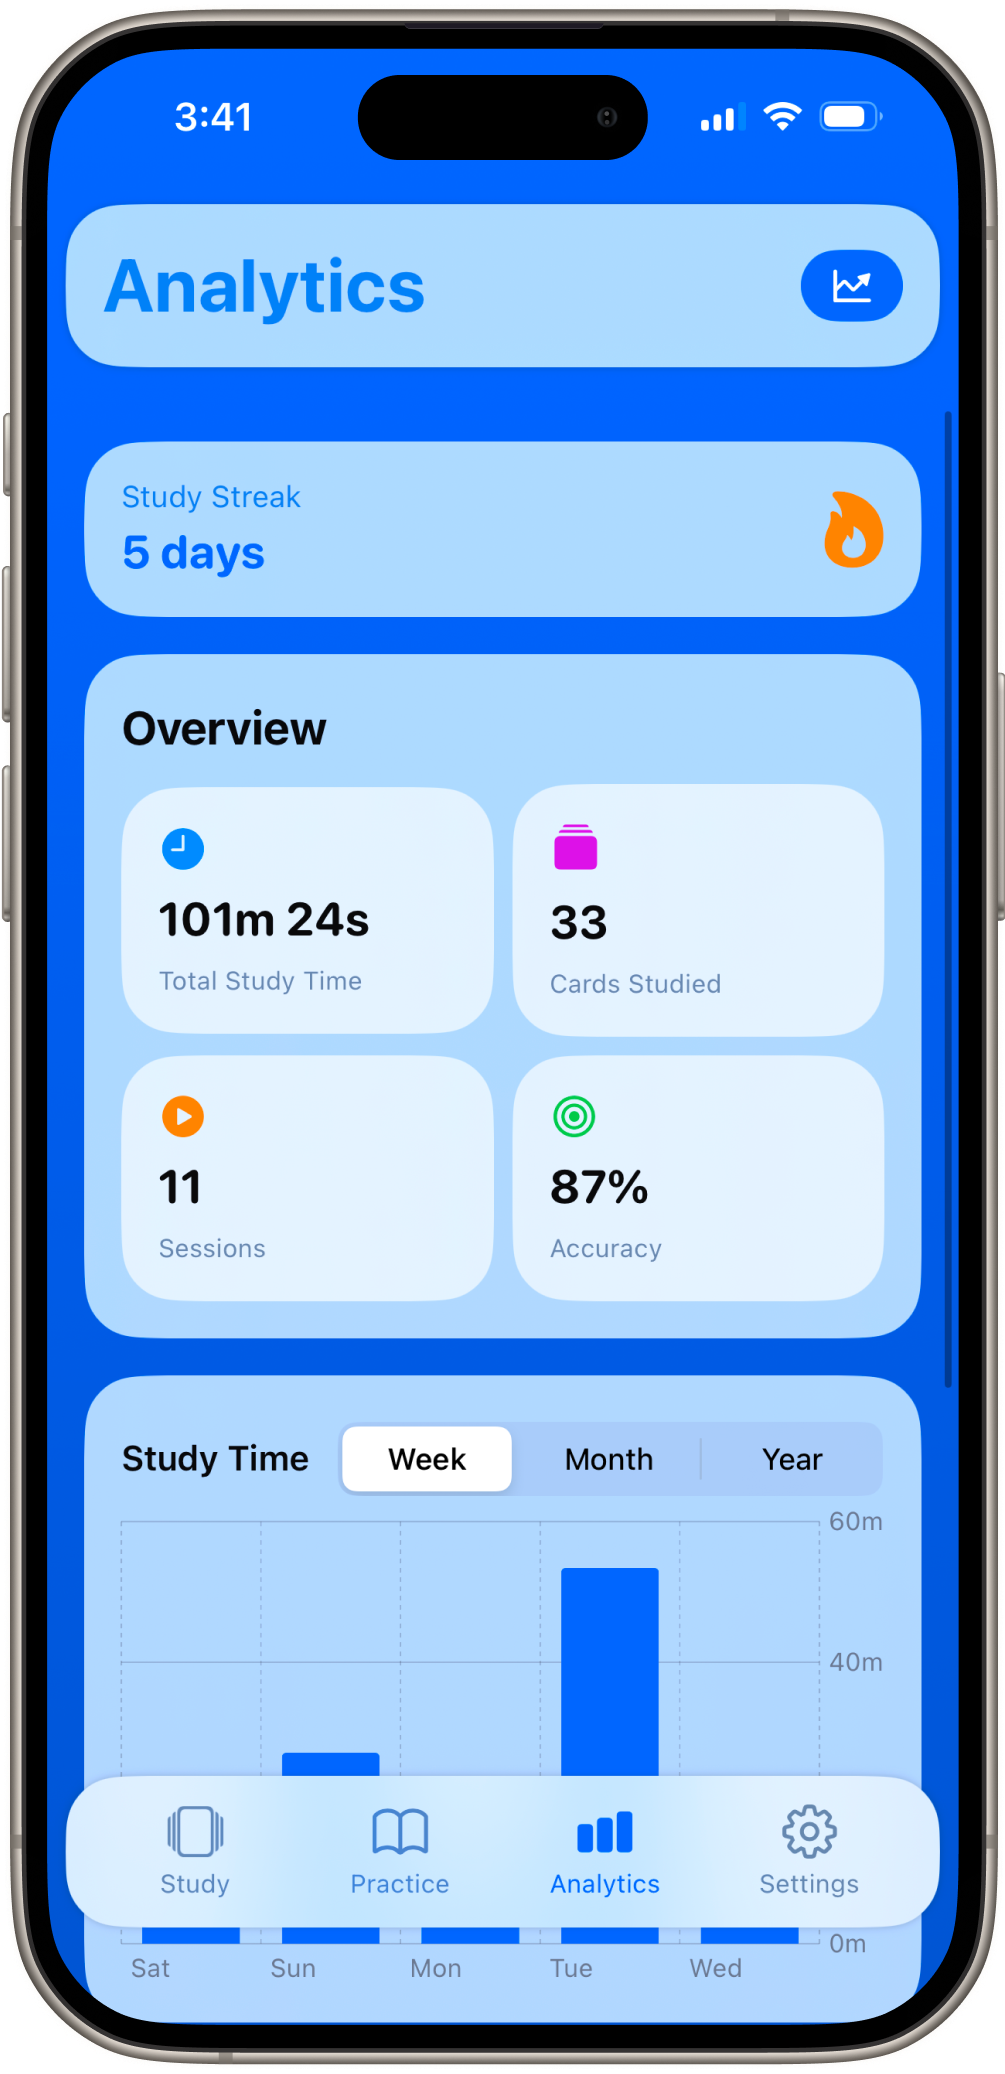 3:41
Analytics
Study Streak
5 days
Overview
101m 24s
Total Study Time
33
Cards Studied
11
Sessions
87%
Accuracy
Study Time
Week Month Year
60m
40m
Study Practice Analytics Settings
0m
Sat Sun Mon Tue Wed